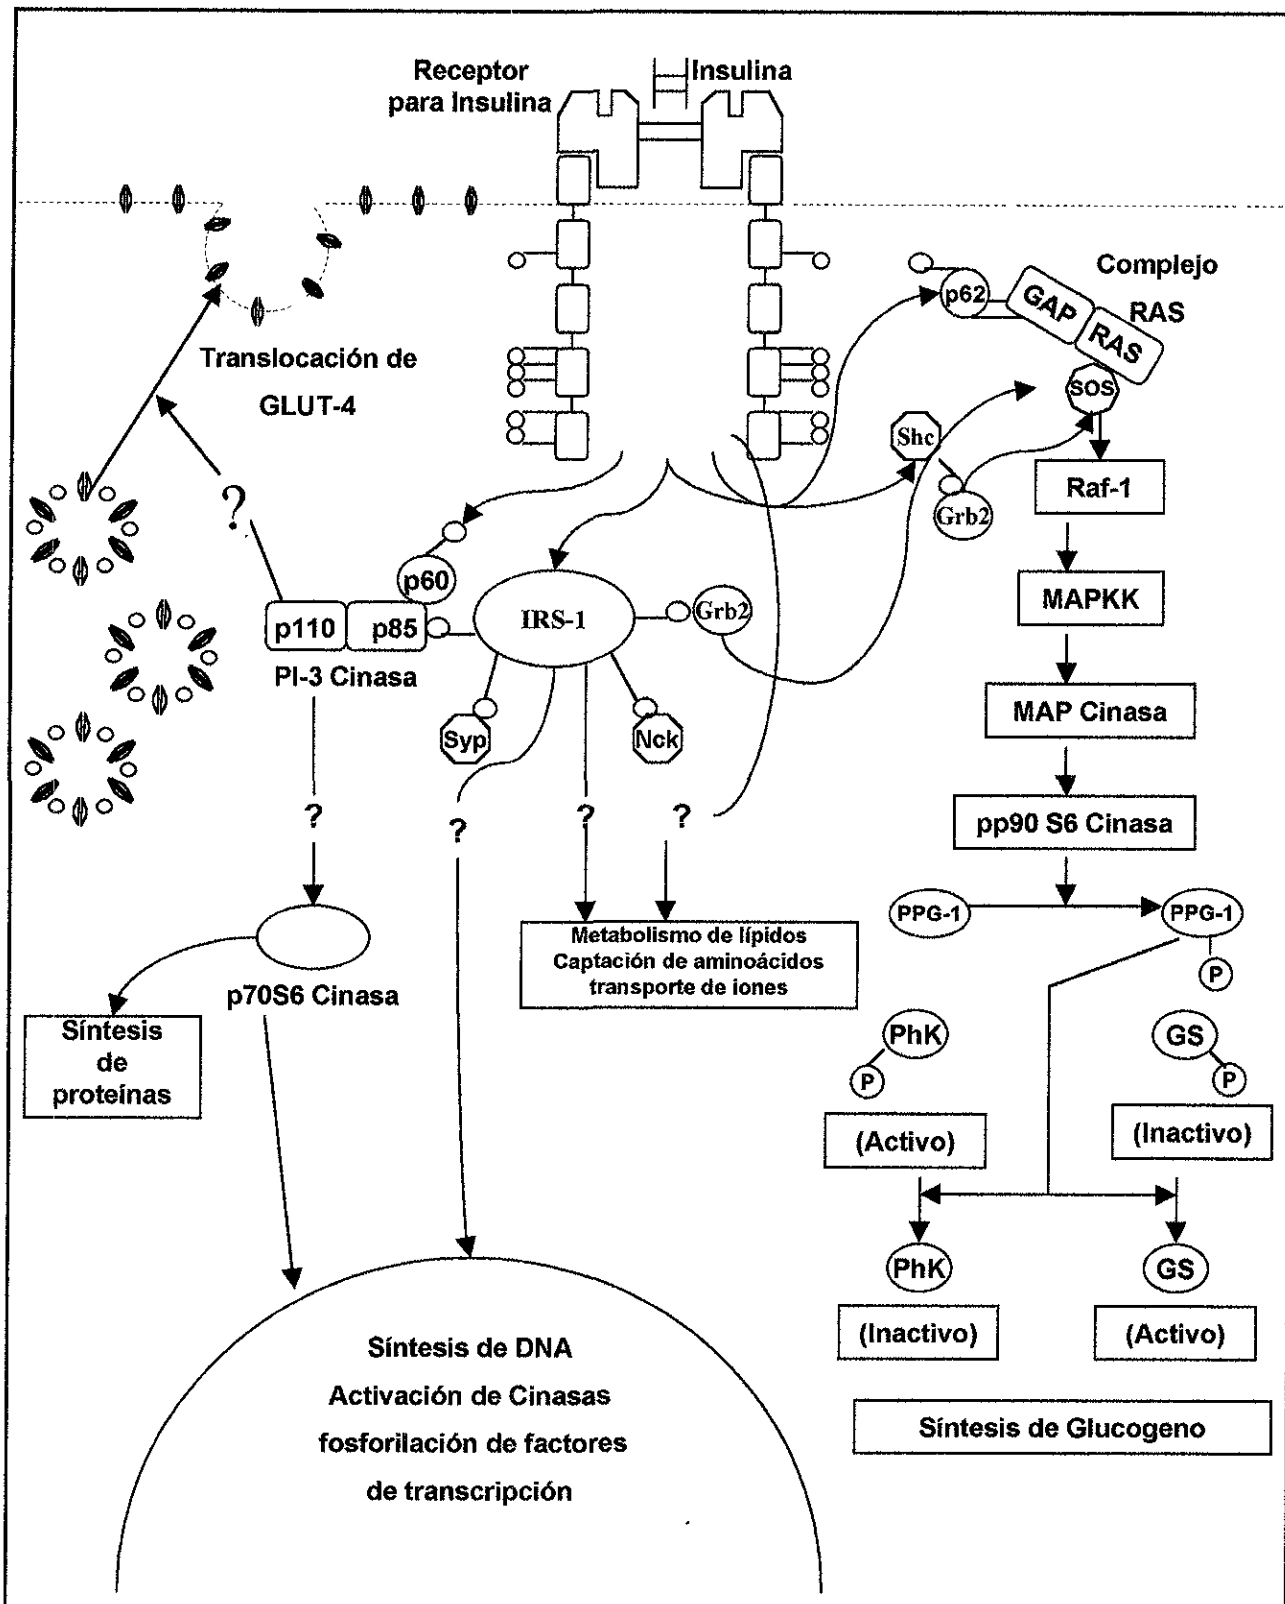 Receptor
para Insulina
Insulina
Complejo
RAS
p62
GAP
RAS
SOS
Translocación de
GLUT-4
Shc
Grb2
Raf-1
?
p60
p110
p85
PI-3 Cinasa
IRS-1
Grb2
MAPKK
Syp
Nck
MAP Cinasa
?
?
?
?
pp90 S6 Cinasa
PPG-1
PPG-1
P
p70S6 Cinasa
Metabolismo de lípidos
Captación de aminoácidos
transporte de iones
Síntesis
de
proteínas
PhK
P
GS
P
(Activo)
(Inactivo)
PhK
GS
(Inactivo)
(Activo)
Síntesis de DNA
Activación de Cinasas
fosforilación de factores
de transcripción
Síntesis de Glucogeno